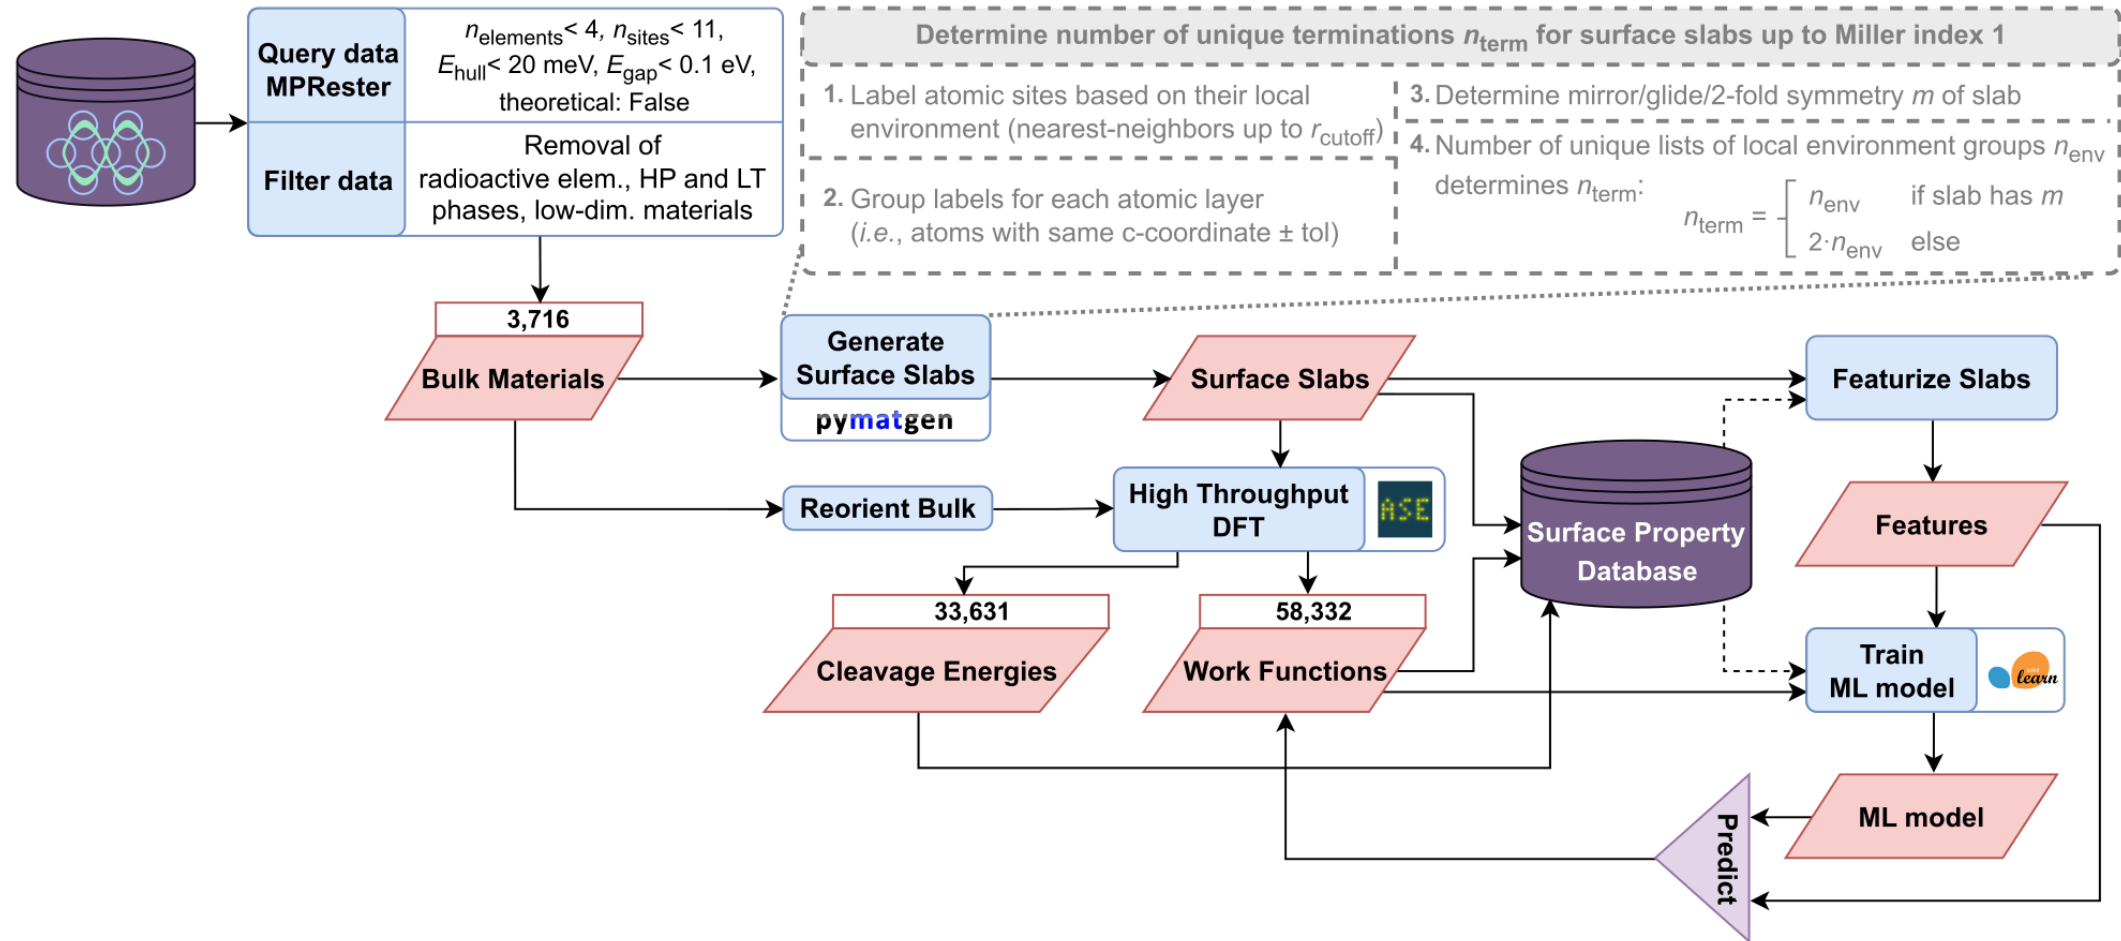 Query data
MPRester
n_elements< 4, n_sites< 11,
E_hull< 20 meV, E_gap< 0.1 eV,
theoretical: False
Filter data
Removal of
radioactive elem., HP and LT
phases, low-dim. materials
Determine number of unique terminations n_term for surface slabs up to Miller index 1
1. Label atomic sites based on their local
environment (nearest-neighbors up to r_cutoff)
2. Group labels for each atomic layer
(i.e., atoms with same c-coordinate ± tol)
3. Determine mirror/glide/2-fold symmetry m of slab
4. Number of unique lists of local environment groups n_env
determines n_term:
n_term =
n_env if slab has m
2·n_env else
3,716
Bulk Materials
Generate
Surface Slabs
pymatgen
Surface Slabs
Featurize Slabs
Reorient Bulk
High Throughput
DFT
ASE
Surface Property
Database
Features
33,631
Cleavage Energies
58,332
Work Functions
Train
ML model
learn
ML model
Predict